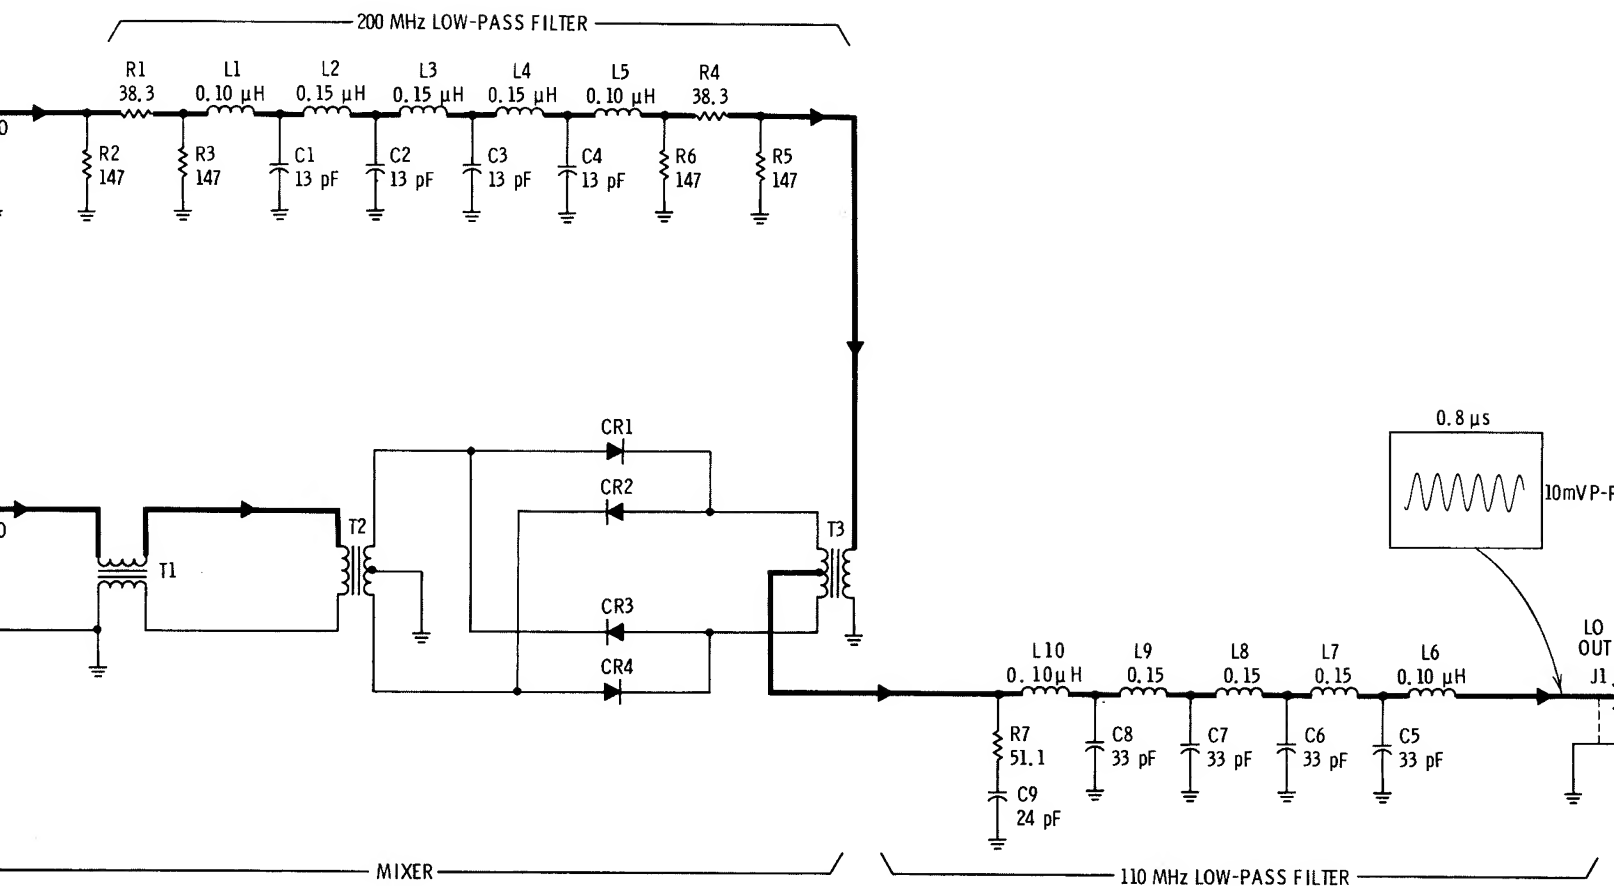 200 MHz LOW-PASS FILTER
R1 L1 L2 L3 L4 L5 R4
38.3 0.10 μH 0.15 μH 0.15 μH 0.15 μH 0.10 μH 38.3
0
R2 R3 C1 C2 C3 C4 R6 R5
147 147 13 pF 13 pF 13 pF 13 pF 147 147
0.8 μs
10mV P-P
CR1
CR2
T2 T3
0
T1
CR3
CR4
LO
OUT
J1
L10 L9 L8 L7 L6
0.10μH 0.15 0.15 0.15 0.10 μH
R7 C8 C7 C6 C5
51.1 33 pF 33 pF 33 pF 33 pF
C9
24 pF
MIXER
110 MHz LOW-PASS FILTER